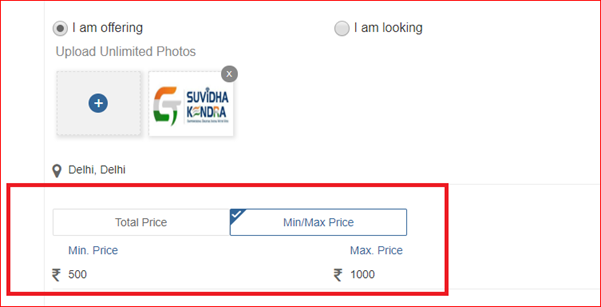 I am offering
I am looking
Upload Unlimited Photos
x
SUVIDHA
KENDRA
Delhi, Delhi
Total Price
Min/Max Price
Min. Price
Max. Price
₹ 500
₹ 1000